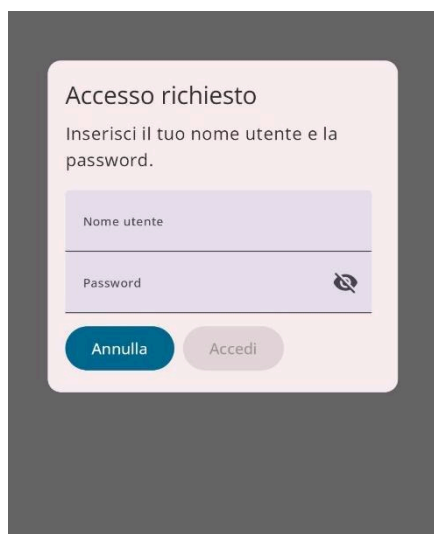 Accesso richiesto
Inserisci il tuo nome utente e la
password.
Nome utente
Password
Annulla
Accedi